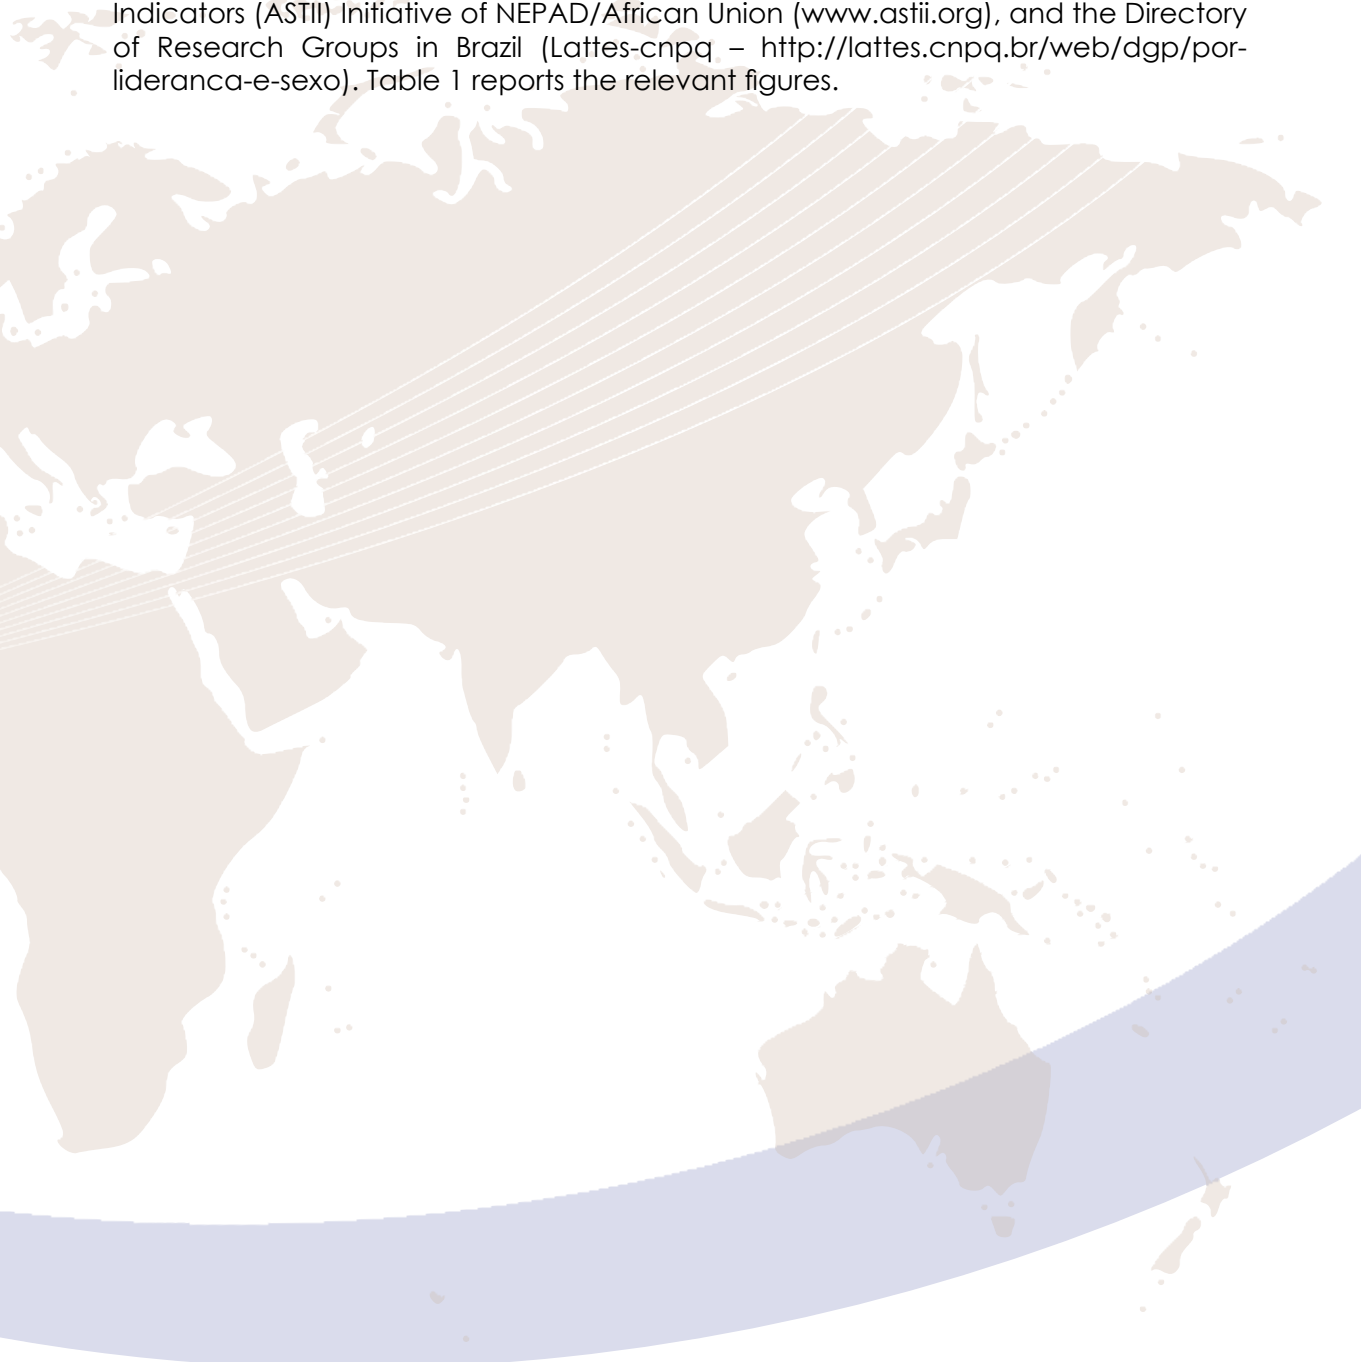 Indicators (ASTII) Initiative of NEPAD/African Union (www.astii.org), and the Directory
of Research Groups in Brazil (Lattes-cnpq – http://lattes.cnpq.br/web/dgp/por-
lideranca-e-sexo). Table 1 reports the relevant figures.